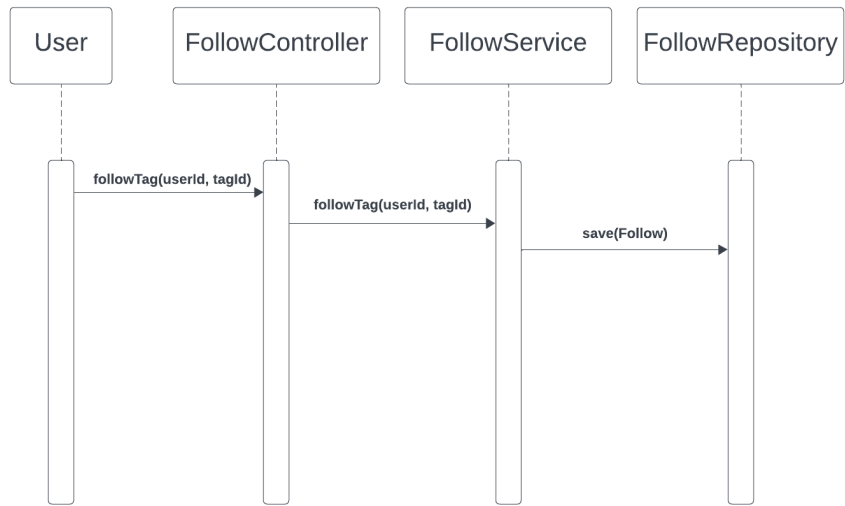 User
FollowController
FollowService
FollowRepository
followTag(userId, tagId)
followTag(userId, tagId)
save(Follow)